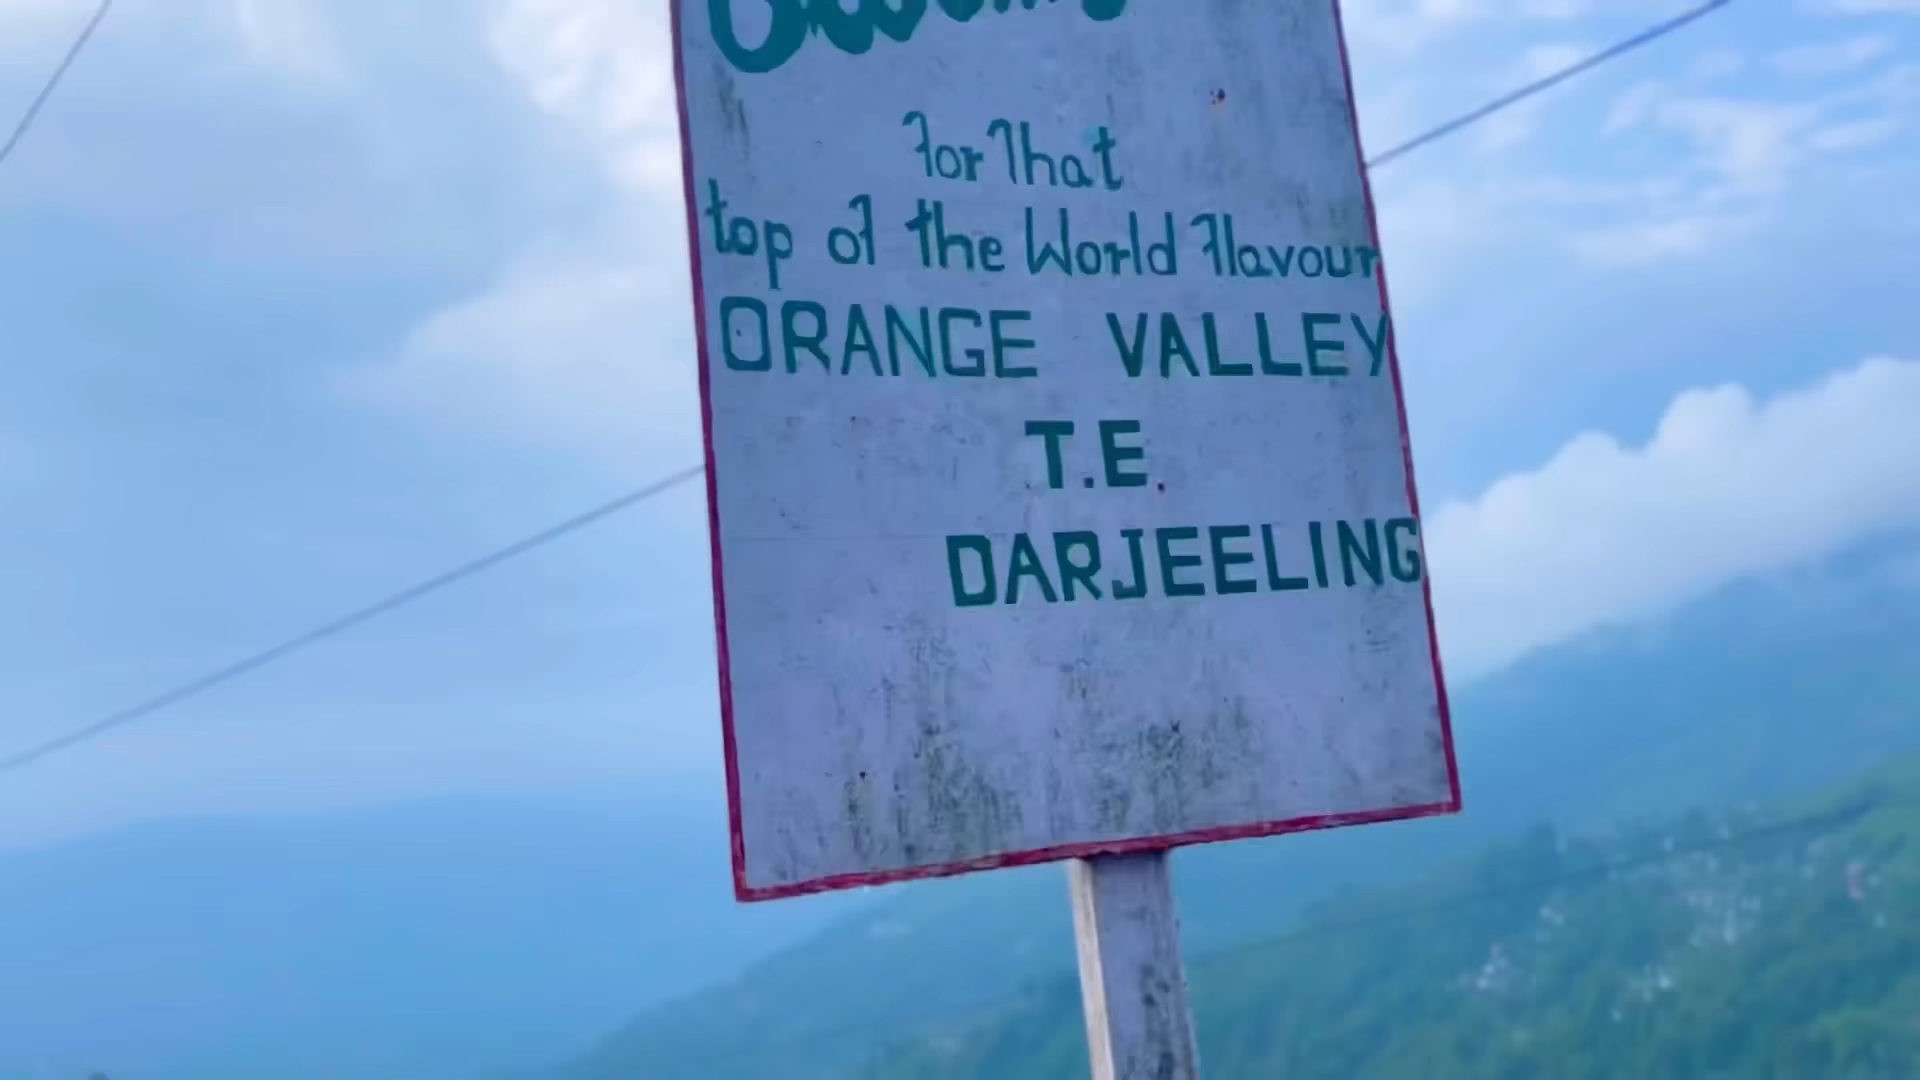 for That
top of the World flavour
ORANGE VALLEY
T.E.
DARJEELING